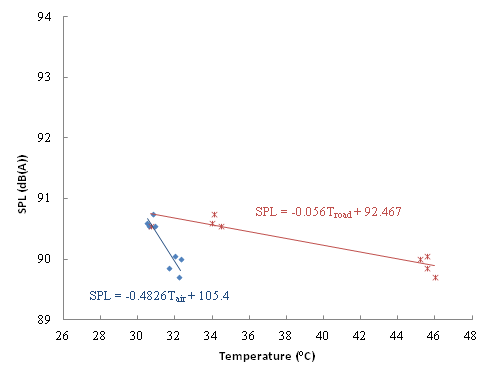 94
93
92
91
90
89
SPL (dB(A))
SPL = -0.056Troad + 92.467
SPL = -0.4826Tair + 105.4
26 28 30 32 34 36 38 40 42 44 46 48
Temperature (⁰C)